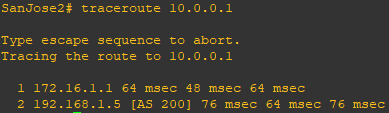 SanJose2# traceroute 10.0.0.1
Type escape sequence to abort.
Tracing the route to 10.0.0.1
1 172.16.1.1 64 msec 48 msec 64 msec
2 192.168.1.5 [AS 200] 76 msec 64 msec 76 msec